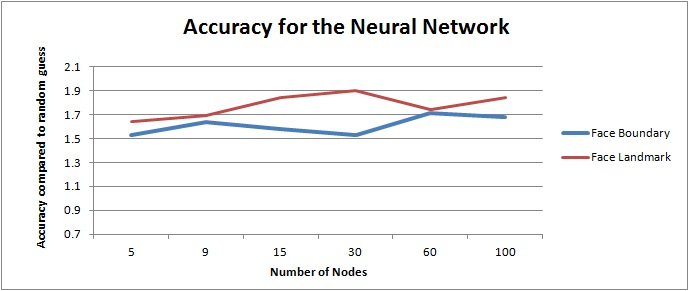 Accuracy for the Neural Network
Accuracy compared to random guess
2.1
1.9
1.7
1.5
1.3
1.1
0.9
0.7
5 9 15 30 60 100
Number of Nodes
Face Boundary
Face Landmark